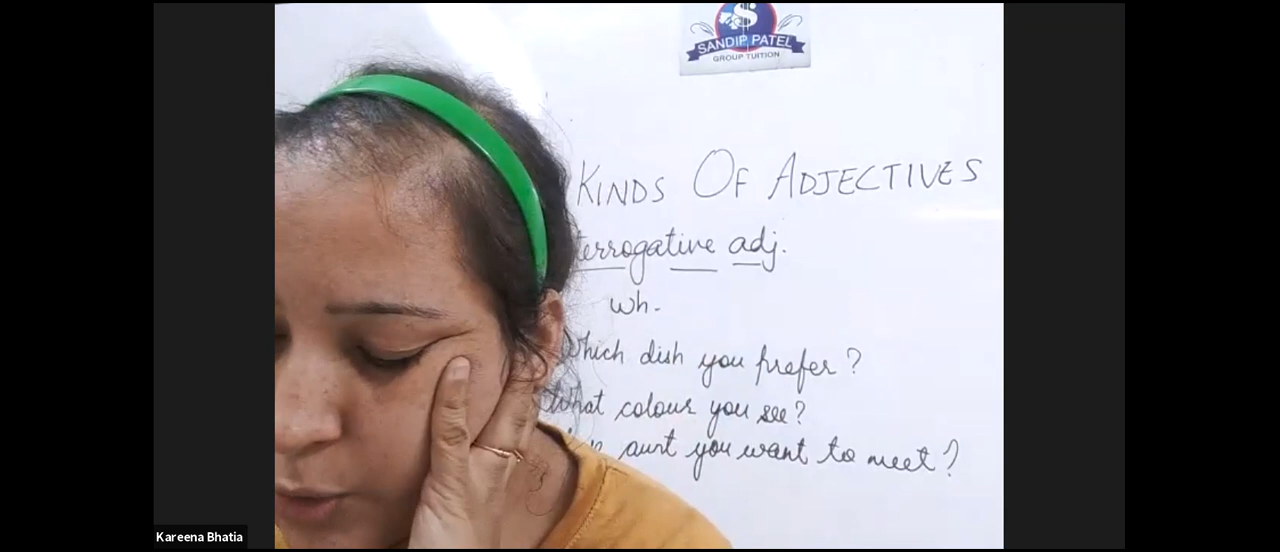 $
SANDIP PATEL
GROUP TUITION
KINDS OF ADJECTIVES
terrogative adj.
wh-
Which dish you prefer?
What colour you see?
aunt you want to meet?
Kareena Bhatia